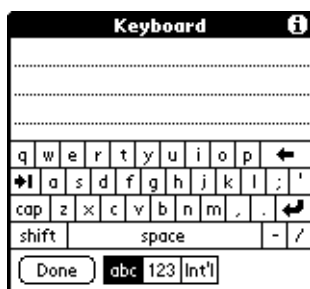 Keyboard i
q w e r t y u i o p
a s d f g h j k l ; '
cap z x c v b n m , .
shift space - /
Done abc 123 Int'l